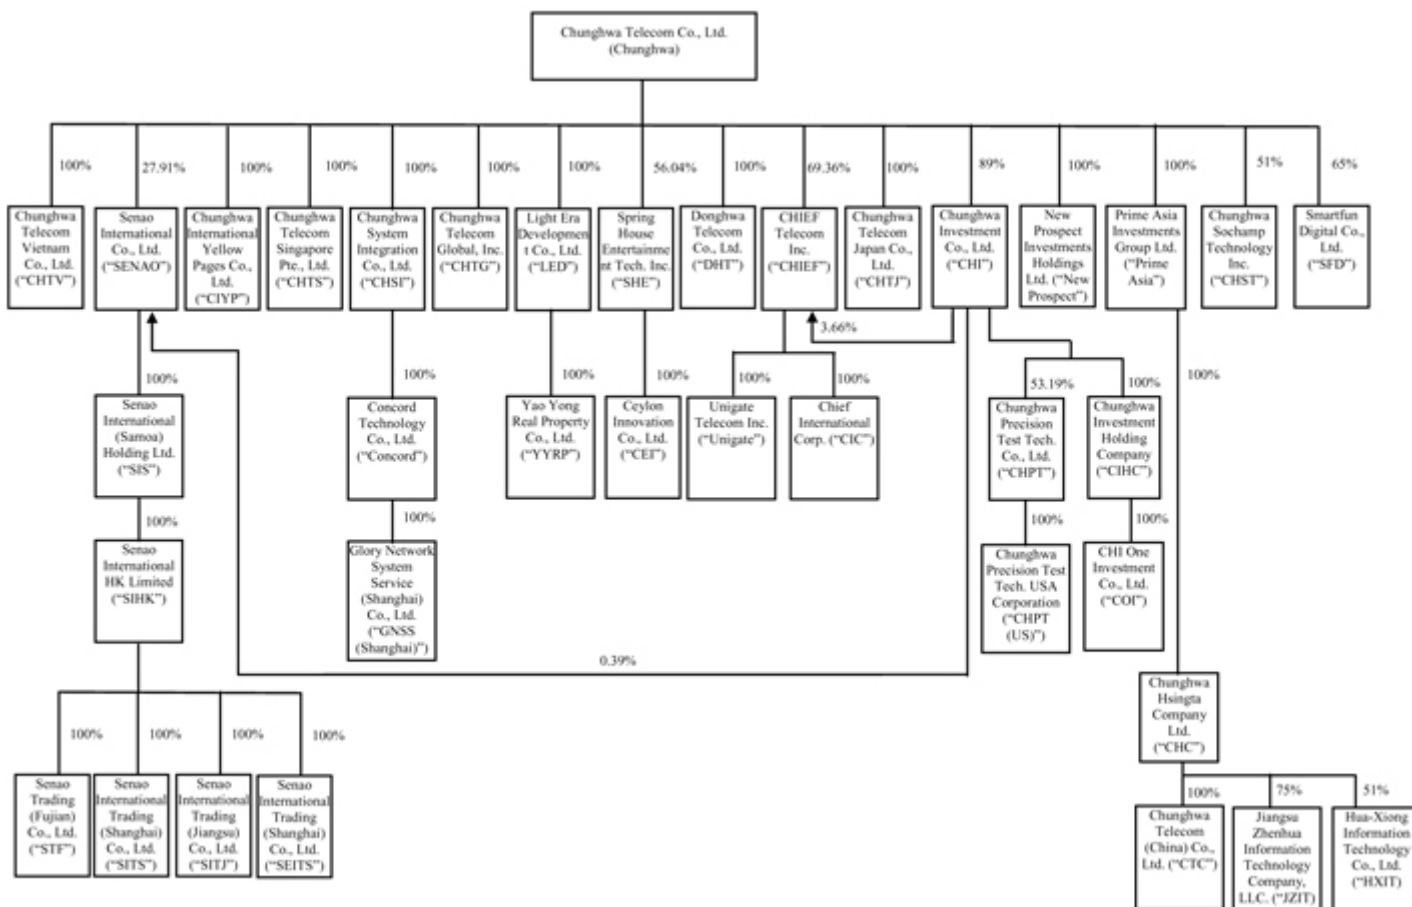 Chunghwa Telecom Co., Ltd.
(Chunghwa)
100%
27.91%
100%
100%
100%
100%
100%
56.04%
100%
69.36%
100%
89%
100%
100%
51%
65%
Chunghwa
Telecom
Vietnam
Co., Ltd.
("CHTV")
Senao
International
Co., Ltd.
("SENAO")
Chunghwa
International
Yellow
Pages Co.,
Ltd.
("CIYP")
Chunghwa
Telecom
Singapore
Pte., Ltd.
("CHTS")
Chunghwa
System
Integration
Co., Ltd.
("CHSI")
Chunghwa
Telecom
Global, Inc.
("CHTG")
Light Era
Developmen
t Co., Ltd.
("LED")
Spring
House
Entertainme
nt Tech. Inc.
("SHE")
Donghwa
Telecom
Co., Ltd.
("DHT")
CHIEF
Telecom
Inc.
("CHIEF")
Chunghwa
Telecom
Japan Co.,
Ltd.
("CHTJ")
Chunghwa
Investment
Co., Ltd.
("CHI")
New
Prospect
Investments
Holdings
Ltd. ("New
Prospect")
Prime Asia
Investments
Group Ltd.
("Prime
Asia")
Chunghwa
Sochamp
Technology
Inc.
("CHST")
Smartfun
Digital Co.,
Ltd.
("SFD")
3.66%
100%
100%
100%
100%
100%
100%
53.19%
100%
100%
Senao
International
(Samoa)
Holding Ltd.
("SIS")
Concord
Technology
Co., Ltd.
("Concord")
Yao Yong
Real Property
Co., Ltd.
("YYRP")
Ceylon
Innovation
Co., Ltd.
("CEI")
Unigate
Telecom Inc.
("Unigate")
Chief
International
Corp. ("CIC")
Chunghwa
Precision
Test Tech.
Co., Ltd.
("CHPT")
Chunghwa
Investment
Holding
Company
("CIHC")
100%
100%
100%
100%
Senao
International
HK Limited
("SIHK")
Glory Network
System
Service
(Shanghai)
Co., Ltd.
("GNSS
(Shanghai)")
Chunghwa
Precision Test
Tech. USA
Corporation
("CHPT
(US)")
CHI One
Investment
Co., Ltd.
("COI")
0.39%
Chunghwa
Hsingta
Company
Ltd.
("CHC")
100%
100%
100%
100%
100%
75%
51%
Senao
Trading
(Fujian)
Co., Ltd.
("STF")
Senao
International
Trading
(Shanghai)
Co., Ltd.
("SITS")
Senao
International
Trading
(Jiangsu)
Co., Ltd.
("SITJ")
Senao
International
Trading
(Shanghai)
Co., Ltd.
("SEITS")
Chunghwa
Telecom
(China) Co.,
Ltd. ("CTC")
Jiangsu
Zhenhua
Information
Technology
Company,
LLC. ("JZIT)
Hua-Xiong
Information
Technology
Co., Ltd.
("HXIT)